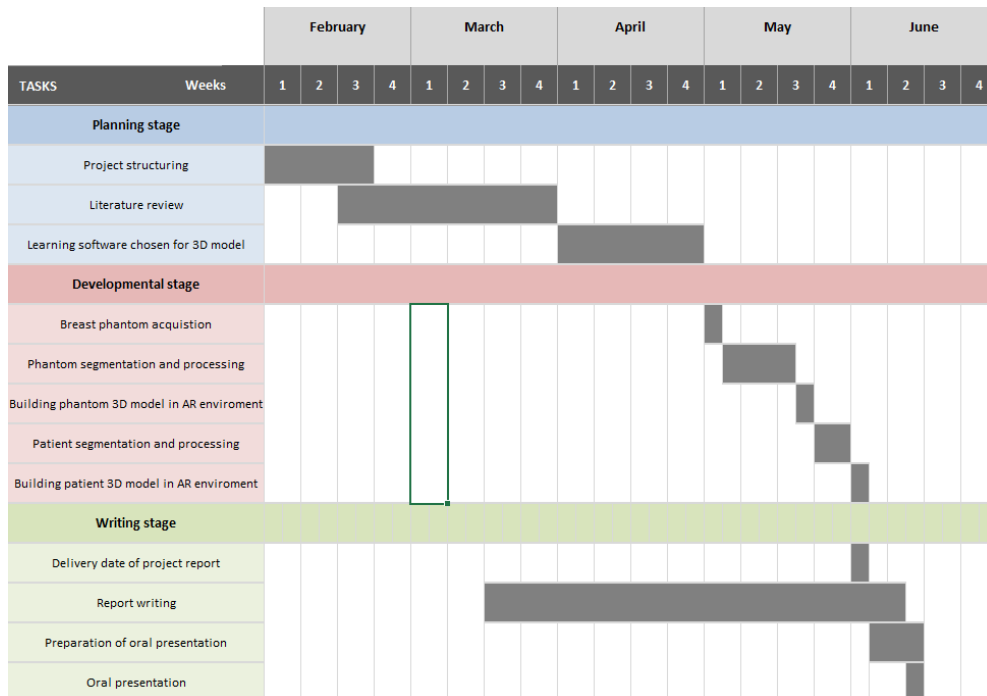 February March April May June
TASKS Weeks 1 2 3 4 1 2 3 4 1 2 3 4 1 2 3 4 1 2 3 4
Planning stage
Project structuring
Literature review
Learning software chosen for 3D model
Developmental stage
Breast phantom acquistion
Phantom segmentation and processing
Building phantom 3D model in AR enviroment
Patient segmentation and processing
Building patient 3D model in AR enviroment
Writing stage
Delivery date of project report
Report writing
Preparation of oral presentation
Oral presentation